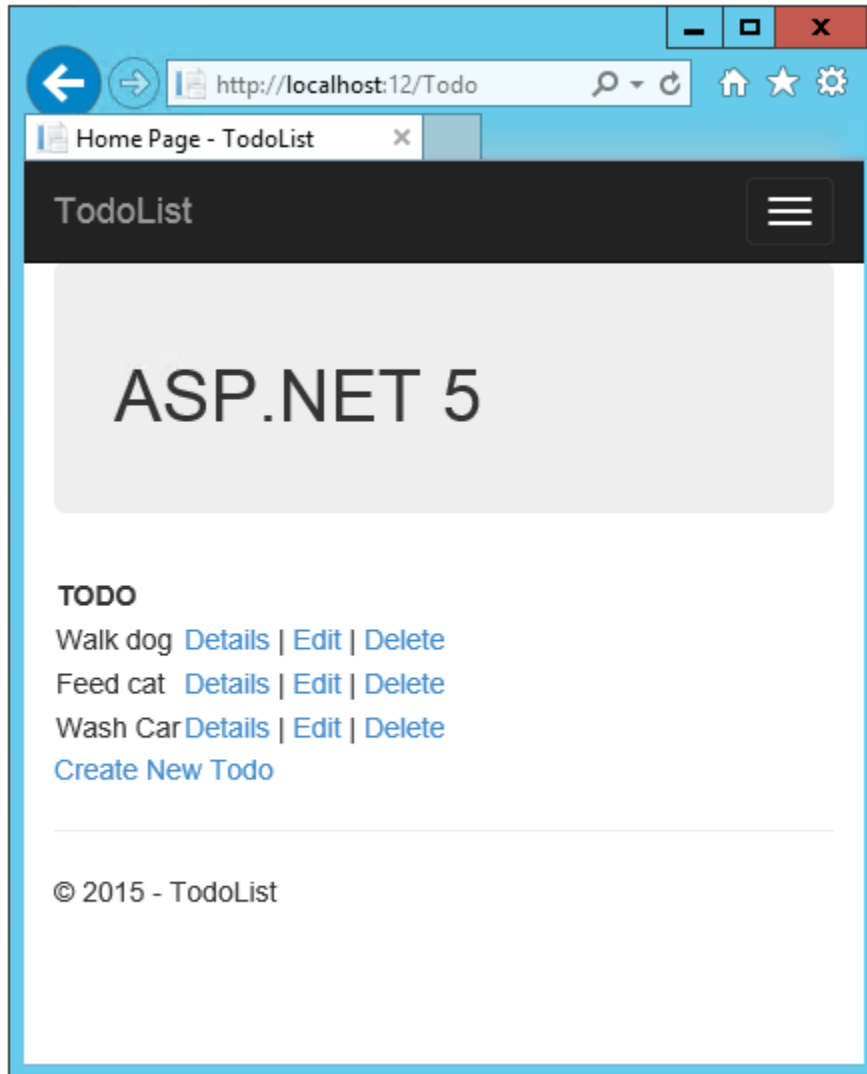 http://localhost:12/Todo
Home Page - TodoList
TodoList
ASP.NET 5
TODO
Walk dog Details | Edit | Delete
Feed cat Details | Edit | Delete
Wash Car Details | Edit | Delete
Create New Todo
© 2015 - TodoList